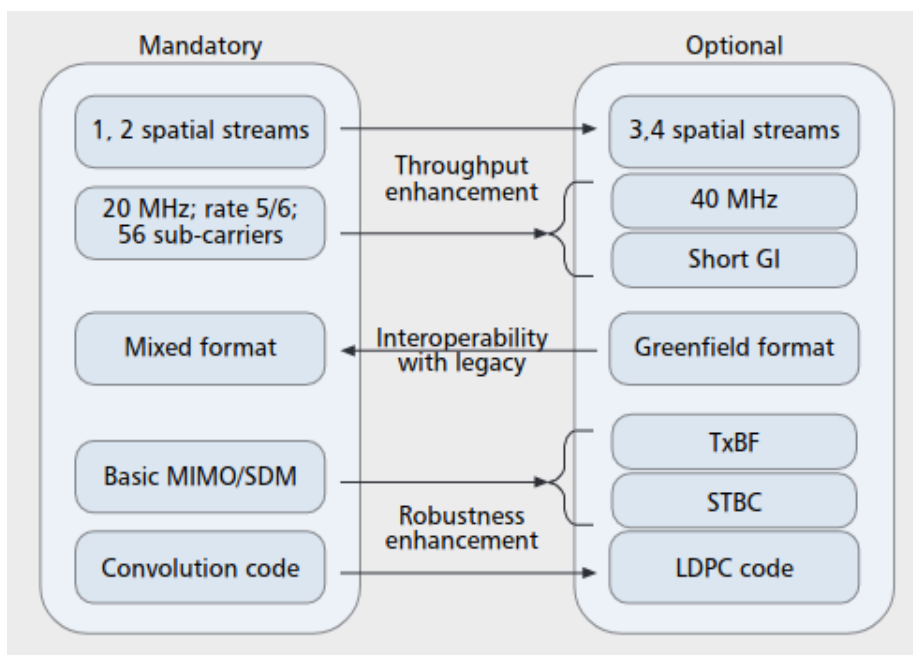 Mandatory
Optional
1, 2 spatial streams
3,4 spatial streams
Throughput
enhancement
20 MHz; rate 5/6;
56 sub-carriers
40 MHz
Short GI
Mixed format
Interoperability
with legacy
Greenfield format
Basic MIMO/SDM
TxBF
STBC
Robustness
enhancement
Convolution code
LDPC code